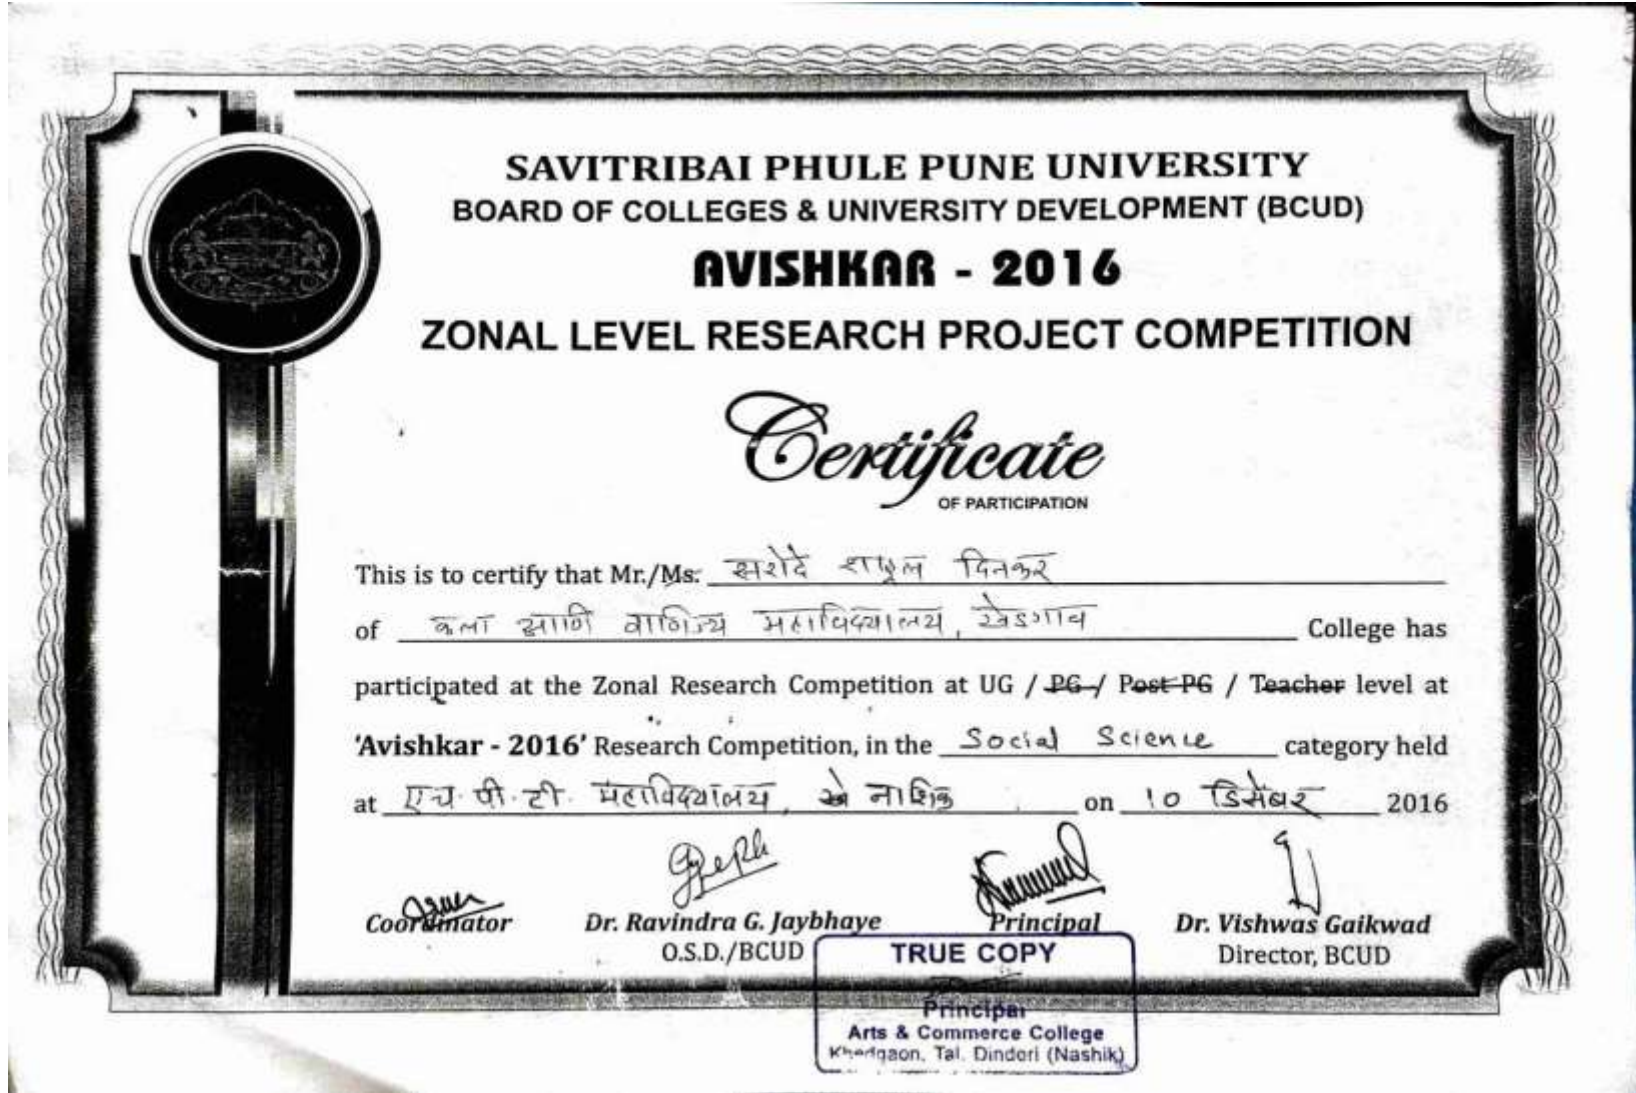 SAVITRIBAI PHULE PUNE UNIVERSITY
BOARD OF COLLEGES & UNIVERSITY DEVELOPMENT (BCUD)
AVISHKAR - 2016
ZONAL LEVEL RESEARCH PROJECT COMPETITION
Certificate
OF PARTICIPATION
This is to certify that Mr./Ms. सरोदे दिनकर
of कला आणि वाणिज्य महाविद्यालय, खेडगाव College has
participated at the Zonal Research Competition at UG / PG / Post PG / Teacher level at
'Avishkar - 2016' Research Competition, in the Social Science category held
at एच.पी.टी. महाविद्यालय, नाशिक on 10 डिसेंबर 2016
Coordinator Dr. Ravindra G. Jaybhaye Principal Dr. Vishwas Gaikwad
O.S.D./BCUD Director, BCUD
TRUE COPY
Principal
Arts & Commerce College
Khedgaon, Tal. Dindori (Nashik)